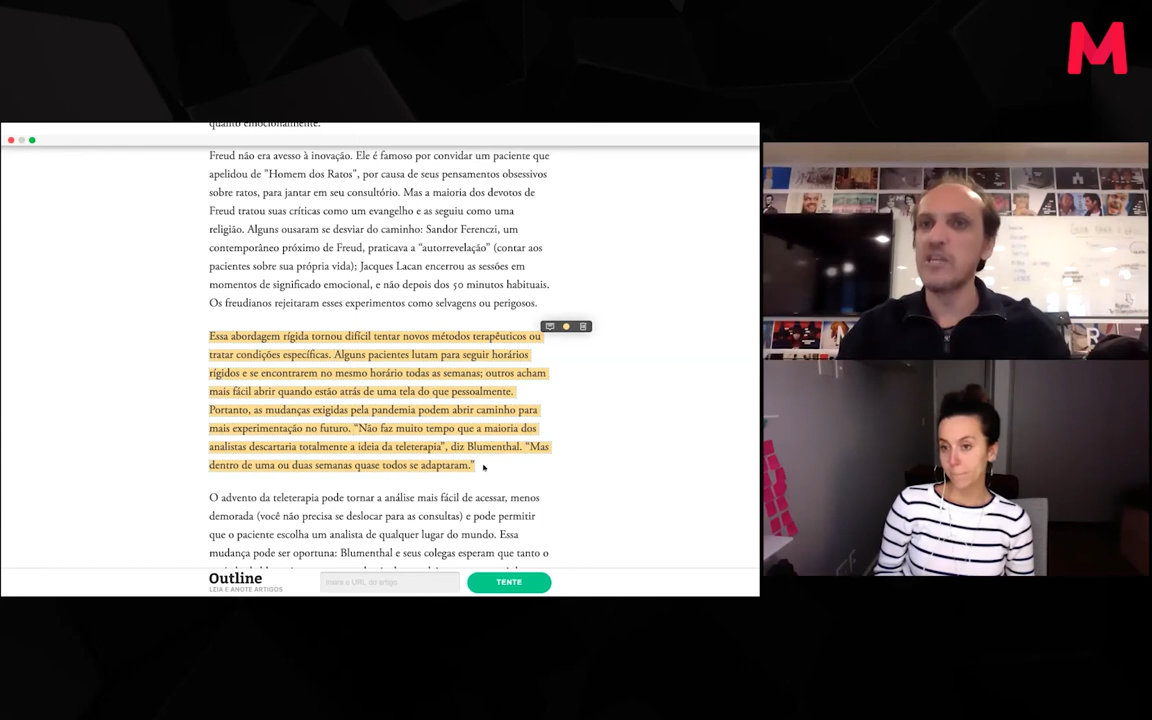 M
quanto emocionalmente.
Freud não era avesso à inovação. Ele é famoso por convidar um paciente que
apelidou de "Homem dos Ratos", por causa de seus pensamentos obsessivos
sobre ratos, para jantar em seu consultório. Mas a maioria dos devotos de
Freud tratou suas críticas como um evangelho e as seguiu como uma
religião. Alguns ousaram se desviar do caminho: Sandor Ferenczi, um
contemporâneo próximo de Freud, praticava a “autorrevelação” (contar aos
pacientes sobre sua própria vida); Jacques Lacan encerrou as sessões em
momentos de significado emocional, e não depois dos 50 minutos habituais.
Os freudianos rejeitaram esses experimentos como selvagens ou perigosos.
Essa abordagem rígida tornou difícil tentar novos métodos terapêuticos ou
tratar condições específicas. Alguns pacientes lutam para seguir horários
rígidos e se encontrarem no mesmo horário todas as semanas; outros acham
mais fácil abrir quando estão atrás de uma tela do que pessoalmente.
Portanto, as mudanças exigidas pela pandemia podem abrir caminho para
mais experimentação no futuro. “Não faz muito tempo que a maioria dos
analistas descartaria totalmente a ideia da teleterapia”, diz Blumenthal. “Mas
dentro de uma ou duas semanas quase todos se adaptaram.”
O advento da teleterapia pode tornar a análise mais fácil de acessar, menos
demorada (você não precisa se deslocar para as consultas) e pode permitir
que o paciente escolha um analista de qualquer lugar do mundo. Essa
mudança pode ser oportuna: Blumenthal e seus colegas esperam que tanto o
Outline
LEIA E ANOTE ARTIGOS
Insira o URL do artigo
TENTE